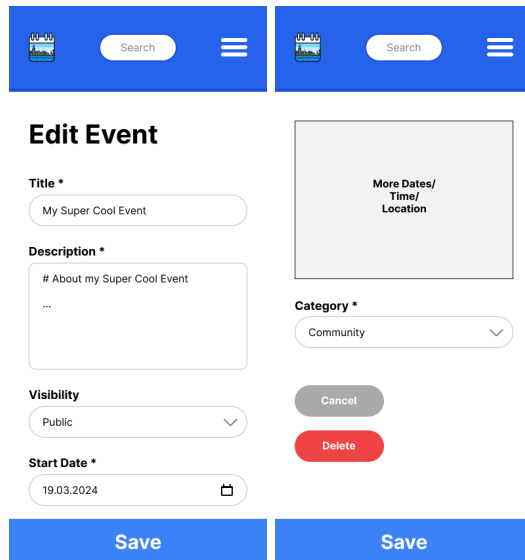 Search
Edit Event
Title *
My Super Cool Event
Description *
# About my Super Cool Event
...
Visibility
Public
Start Date *
19.03.2024
Save
Search
More Dates/
Time/
Location
Category *
Community
Cancel
Delete
Save